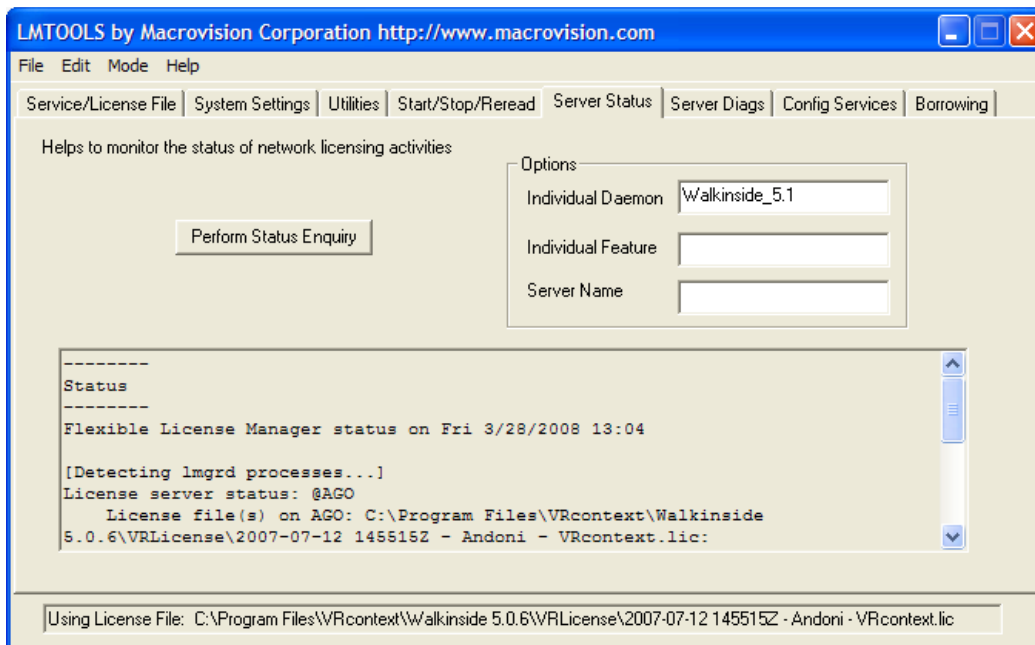 LMTOOLS by Macrovision Corporation http://www.macrovision.com
File Edit Mode Help
Service/License File System Settings Utilities Start/Stop/Reread Server Status Server Diags Config Services Borrowing
Helps to monitor the status of network licensing activities
Options
Individual Daemon Walkinside_5.1
Perform Status Enquiry
Individual Feature
Server Name
--------
Status
--------
Flexible License Manager status on Fri 3/28/2008 13:04
[Detecting lmgrd processes...]
License server status: @AGO
License file(s) on AGO: C:\Program Files\VRcontext\Walkinside
5.0.6\VRLicense\2007-07-12 145515Z - Andoni - VRcontext.lic:
Using License File: C:\Program Files\VRcontext\Walkinside 5.0.6\VRLicense\2007-07-12 145515Z - Andoni - VRcontext.lic